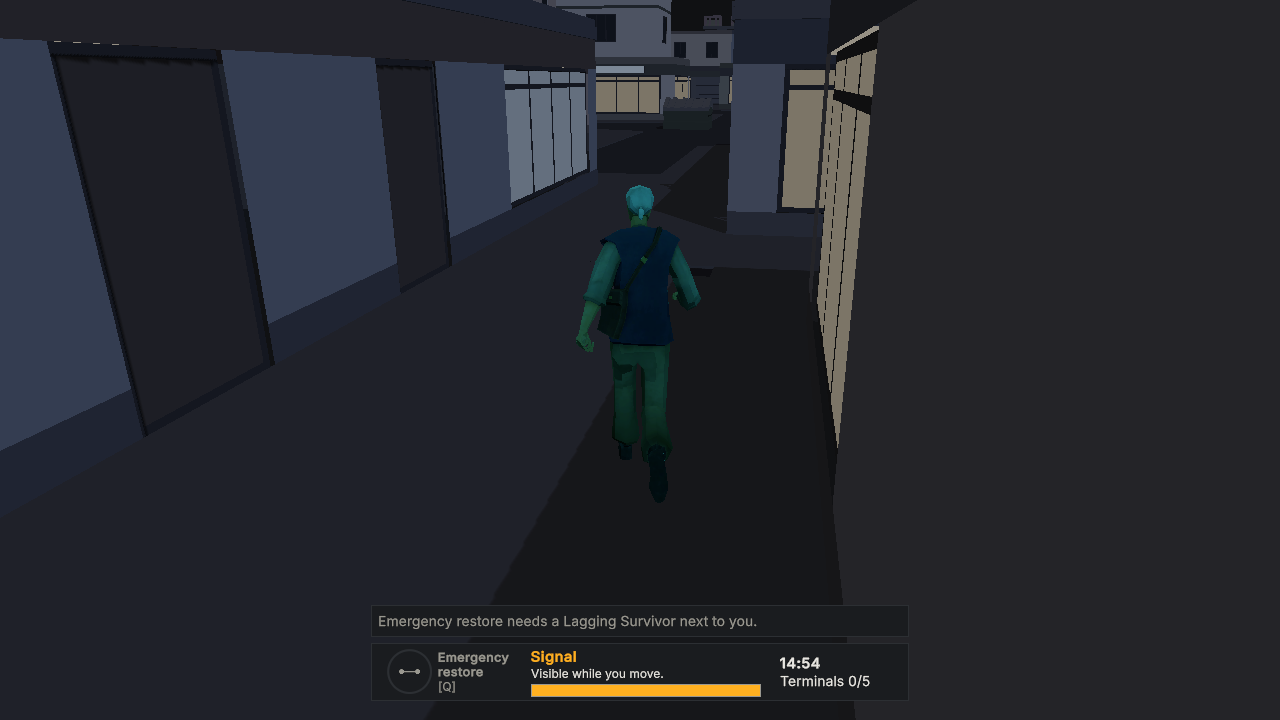 Emergency restore needs a Lagging Survivor next to you.
Emergency restore
[Q]
Signal
Visible while you move.
14:54
Terminals 0/5